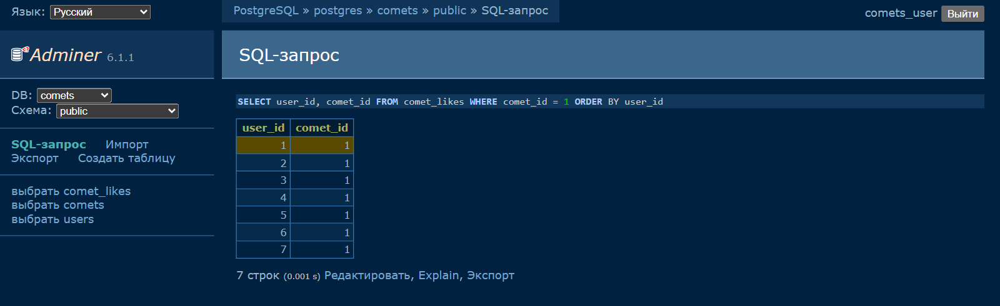 Язык: Русский
PostgreSQL » postgres » comets » public » SQL-запрос
comets_user Выйти
Adminer 6.1.1
SQL-запрос
DB: comets
Схема: public
SQL-запрос Импорт
Экспорт Создать таблицу
выбрать comet_likes
выбрать comets
выбрать users
SELECT user_id, comet_id FROM comet_likes WHERE comet_id = 1 ORDER BY user_id
user_id comet_id
1 1
2 1
3 1
4 1
5 1
6 1
7 1
7 строк (0.001 s) Редактировать, Explain, Экспорт